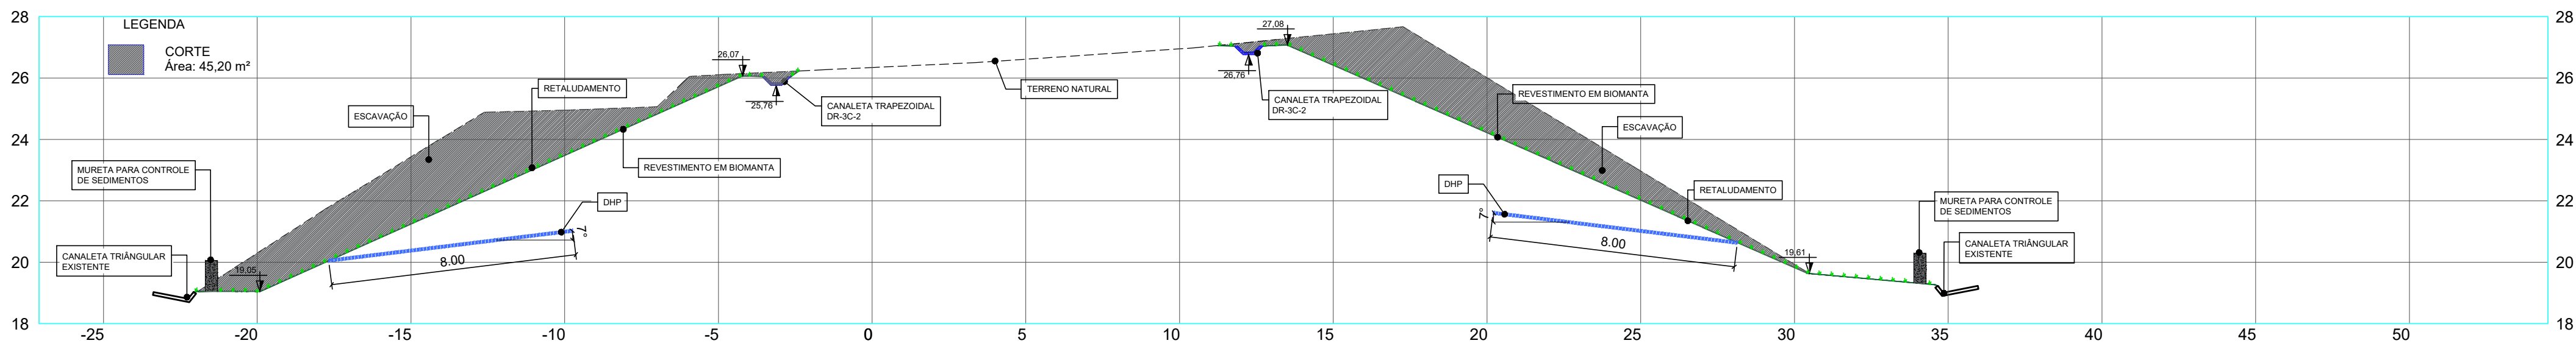 28
26
24
22
20
18
LEGENDA
CORTE
Área: 45,20 m²
ESCAVAÇÃO
RETALUDAMENTO
26,07
25,76
CANALETA TRAPEZOIDAL
DR-3C-2
REVESTIMENTO EM BIOMANTA
MURETA PARA CONTROLE
DE SEDIMENTOS
DHP
7°
8.00
19,05
CANALETA TRIÂNGULAR
EXISTENTE
TERRENO NATURAL
27,08
26,76
CANALETA TRAPEZOIDAL
DR-3C-2
REVESTIMENTO EM BIOMANTA
ESCAVAÇÃO
DHP
7°
8.00
RETALUDAMENTO
19,61
MURETA PARA CONTROLE
DE SEDIMENTOS
CANALETA TRIÂNGULAR
EXISTENTE
28
26
24
22
20
18
-25 -20 -15 -10 -5 0 5 10 15 20 25 30 35 40 45 50